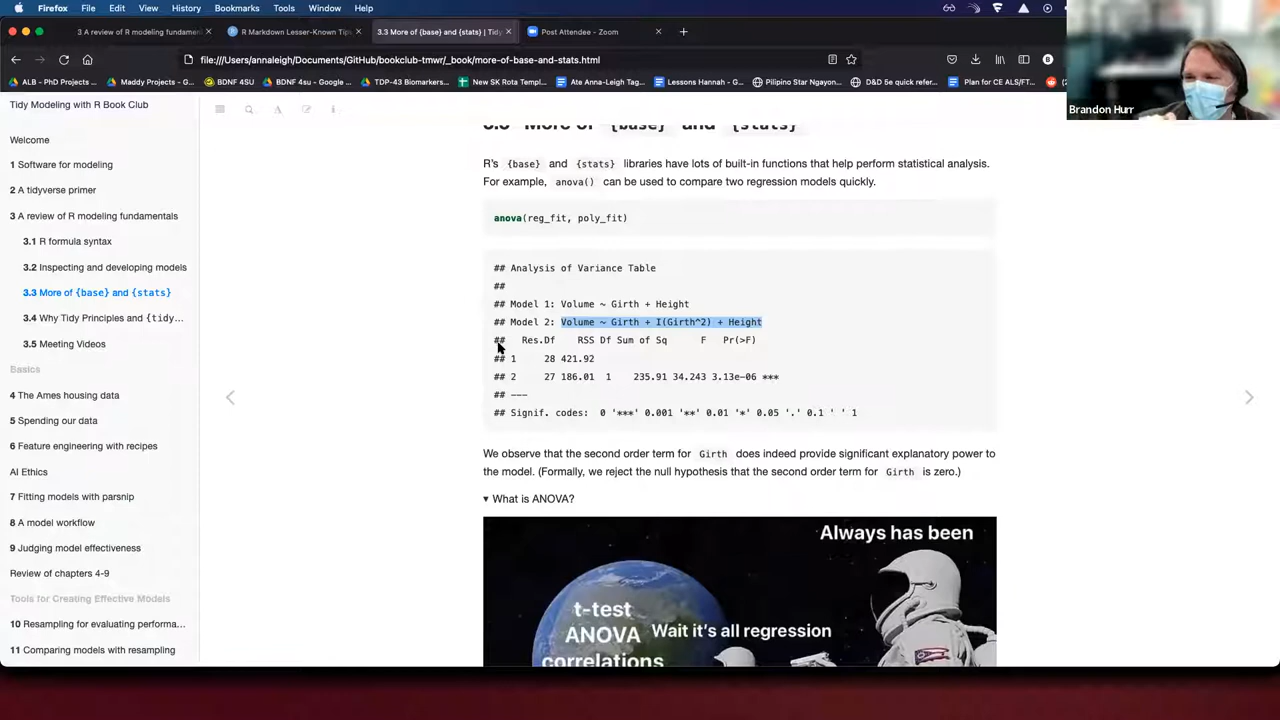 Firefox File Edit View History Bookmarks Tools Window Help
3 A review of R modeling fundamen
R Markdown Lesser-Known Tip
3.3 More of {base} and {stats} | Tidy
Post Attendee - Zoom
file:///Users/annaleigh/Documents/GitHub/bookclub-tmwr/_book/more-of-base-and-stats.html
ALB - PhD Projects
Maddy Projects - Goo
BDNF 4SU
BDNF 4su - Google
TDP-43 Biomarkers
New SK Rota Templ
Ate Anna-Leigh Tag
Lessons Hannah - G
Pilipino Star Ngayon
D&D 5e quick refer
Plan for CE ALS/FT
Brandon Hurr
Tidy Modeling with R Book Club
Welcome
1 Software for modeling
2 A tidyverse primer
3 A review of R modeling fundamentals
3.1 R formula syntax
3.2 Inspecting and developing models
3.3 More of {base} and {stats}
3.4 Why Tidy Principles and {tidy...
3.5 Meeting Videos
Basics
4 The Ames housing data
5 Spending our data
6 Feature engineering with recipes
AI Ethics
7 Fitting models with parsnip
8 A model workflow
9 Judging model effectiveness
Review of chapters 4-9
Tools for Creating Effective Models
10 Resampling for evaluating performa...
11 Comparing models with resampling
3.3 More of {base} and {stats}
R's {base} and {stats} libraries have lots of built-in functions that help perform statistical analysis.
For example, anova() can be used to compare two regression models quickly.
anova(reg_fit, poly_fit)
## Analysis of Variance Table
##
## Model 1: Volume ~ Girth + Height
## Model 2: Volume ~ Girth + I(Girth^2) + Height
## Res.Df RSS Df Sum of Sq F Pr(>F)
## 1 28 421.92
## 2 27 186.01 1 235.91 34.243 3.13e-06 ***
## ---
## Signif. codes: 0 '***' 0.001 '**' 0.01 '*' 0.05 '.' 0.1 ' ' 1
We observe that the second order term for Girth does indeed provide significant explanatory power to
the model. (Formally, we reject the null hypothesis that the second order term for Girth is zero.)
▾ What is ANOVA?
Always has been
t-test
ANOVA
Wait it's all regression
correlations